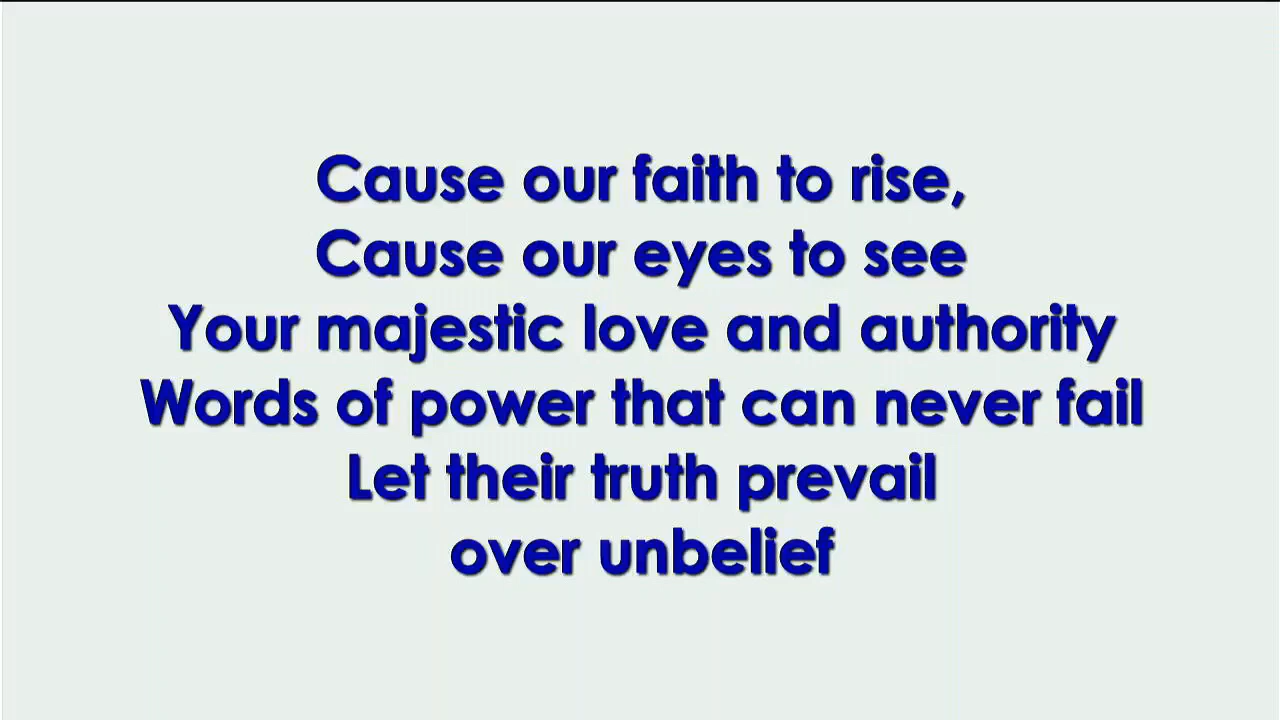 Cause our faith to rise,
Cause our eyes to see
Your majestic love and authority
Words of power that can never fail
Let their truth prevail
over unbelief